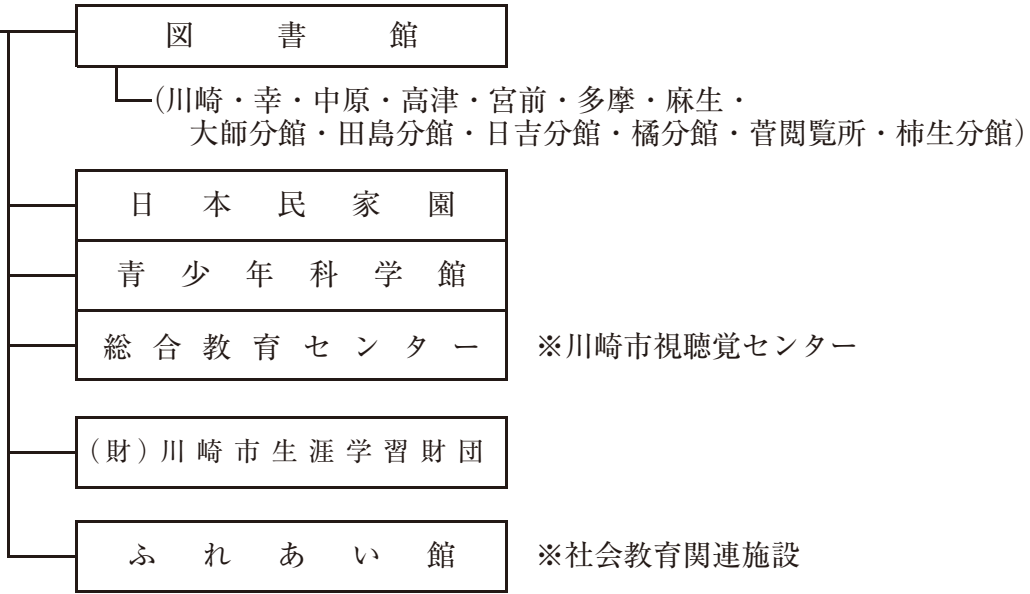 図書館
(川崎・幸・中原・高津・宮前・多摩・麻生・
大師分館・田島分館・日吉分館・橘分館・菅閲覧所・柿生分館)
日本民家園
青少年科学館
総合教育センター ※川崎市視聴覚センター
(財)川崎市生涯学習財団
ふれあい館 ※社会教育関連施設